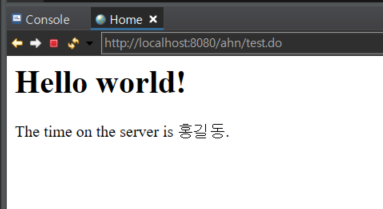 Console
Home
http://localhost:8080/ahn/test.do
Hello world!
The time on the server is 홍길동.